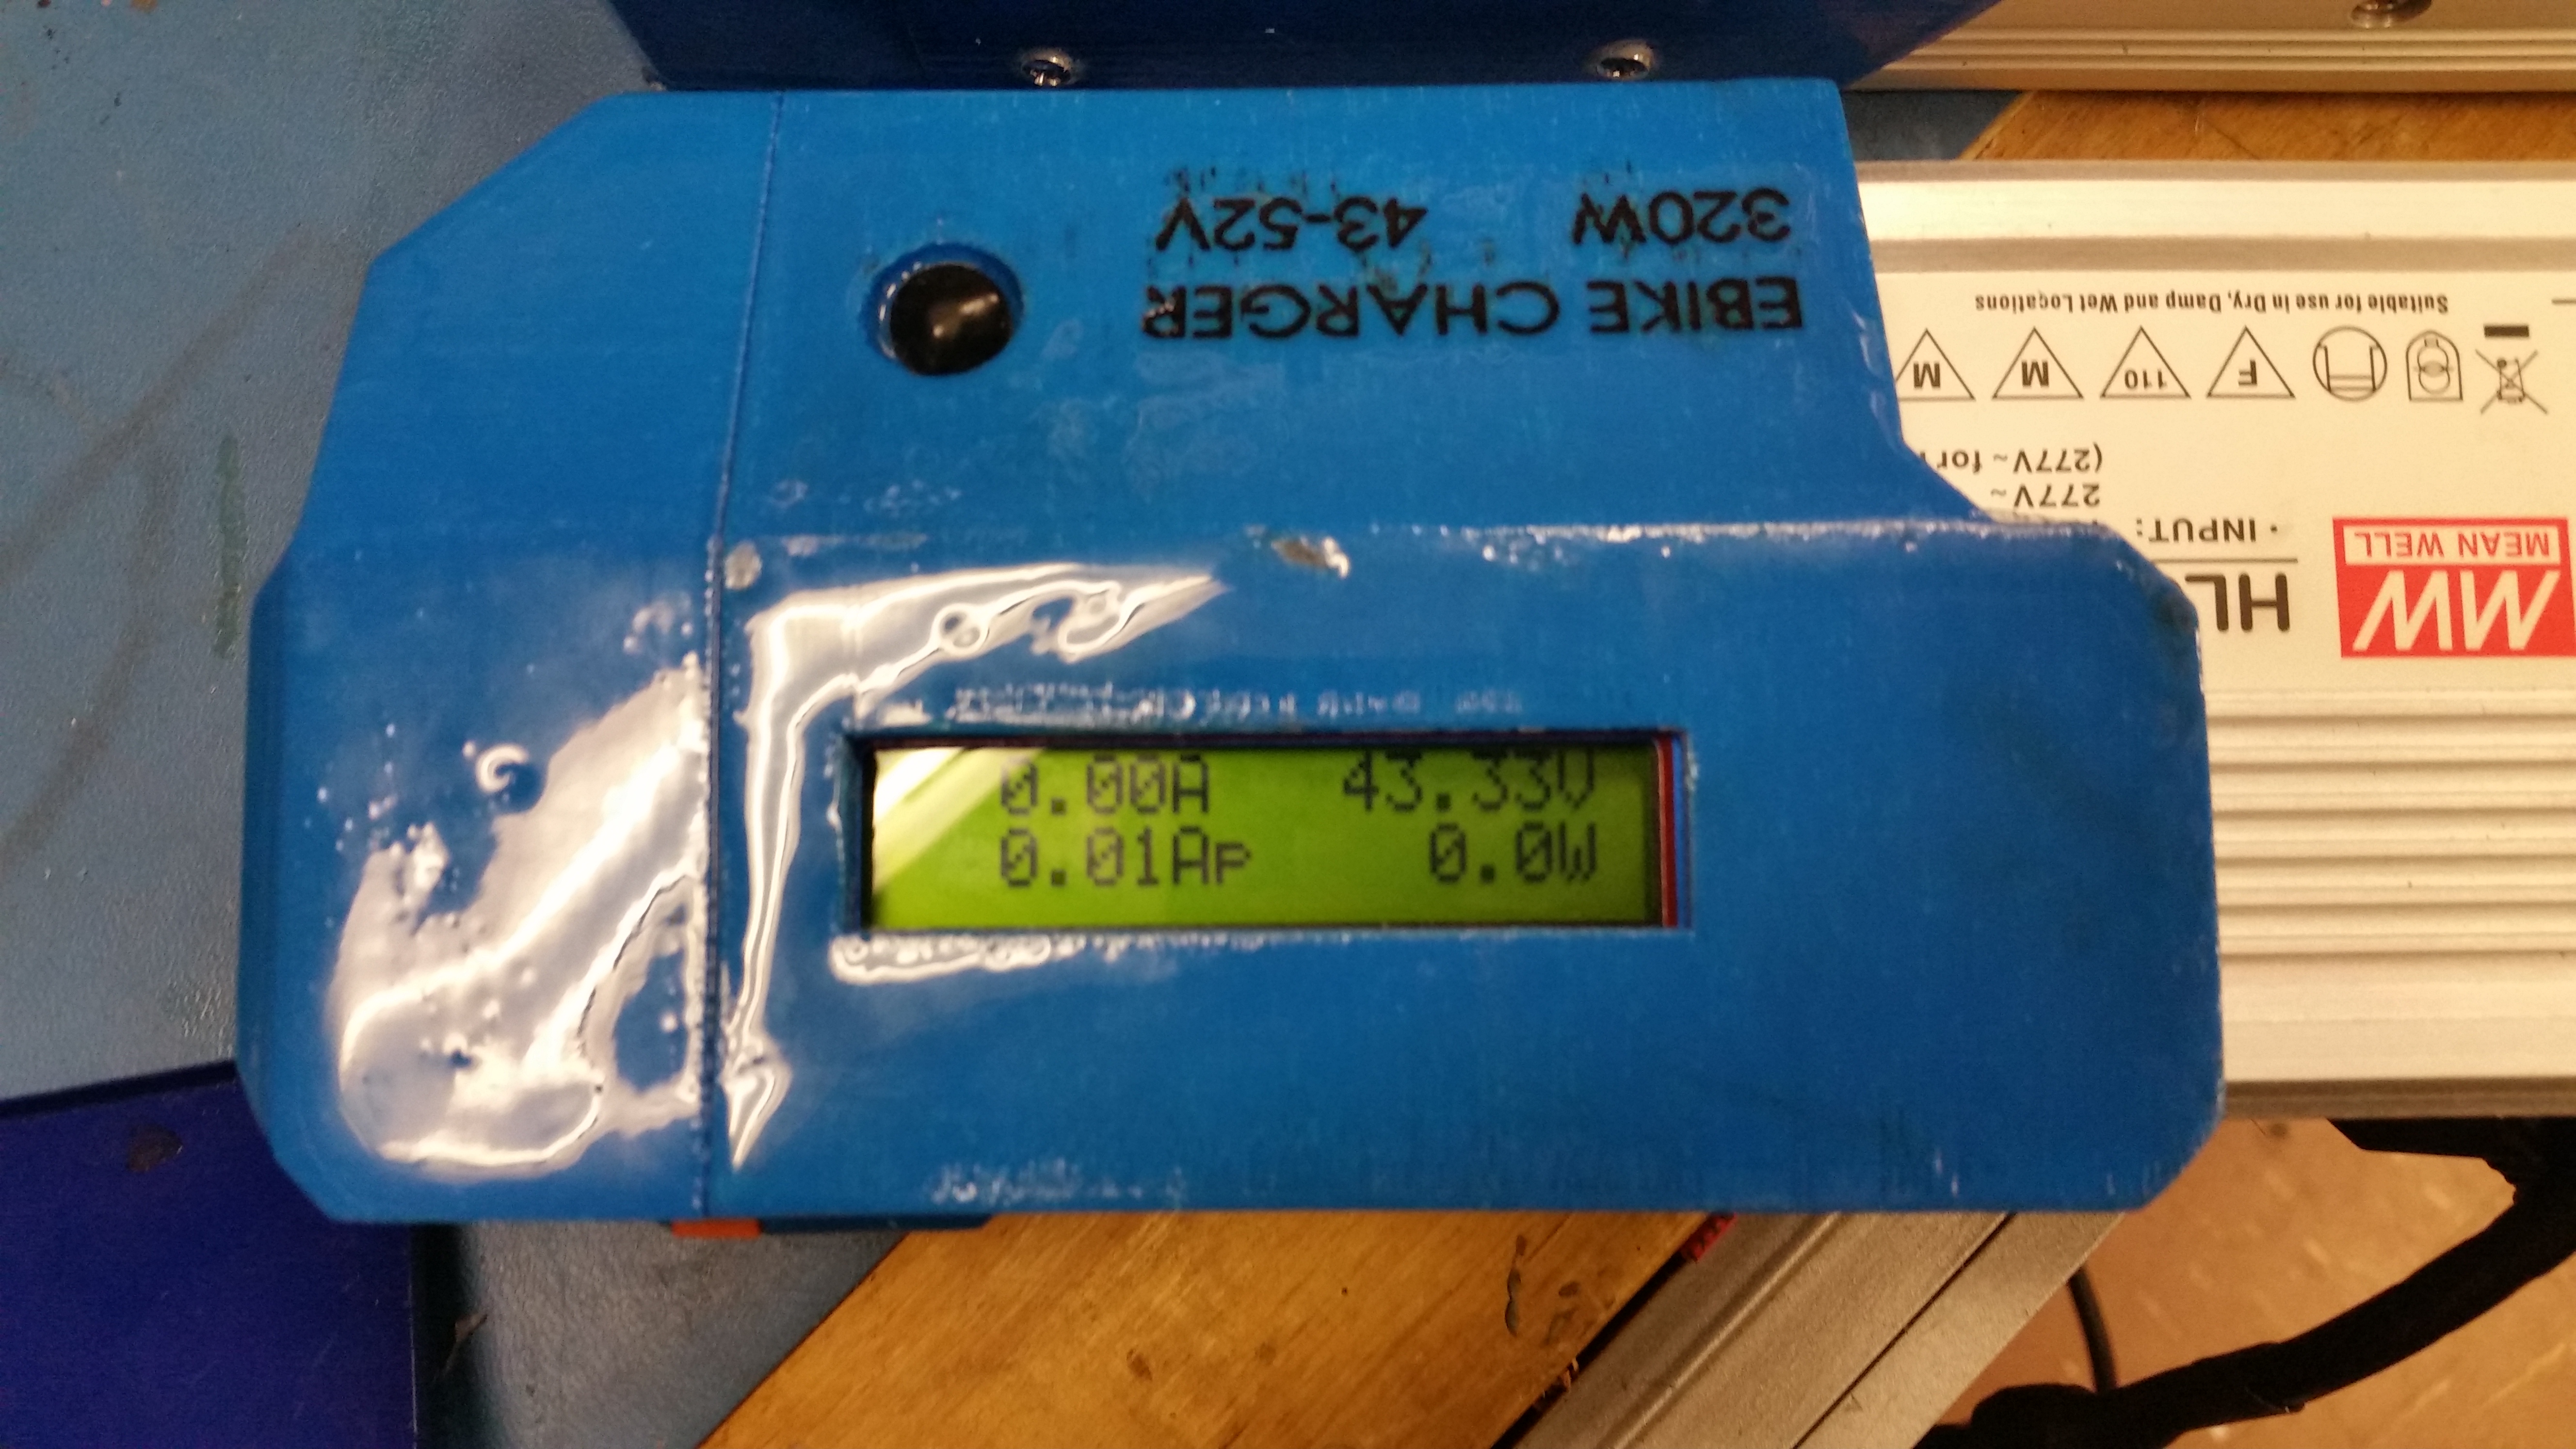 EBIKE CHARGER
320W 43-52V
0.00A 43.33V
0.01Ap 0.0W
MW
MEAN WELL
HL
· INPUT:
277V~
(277V~ for
F
110
M
M
Suitable for use in Dry, Damp and Wet Locations